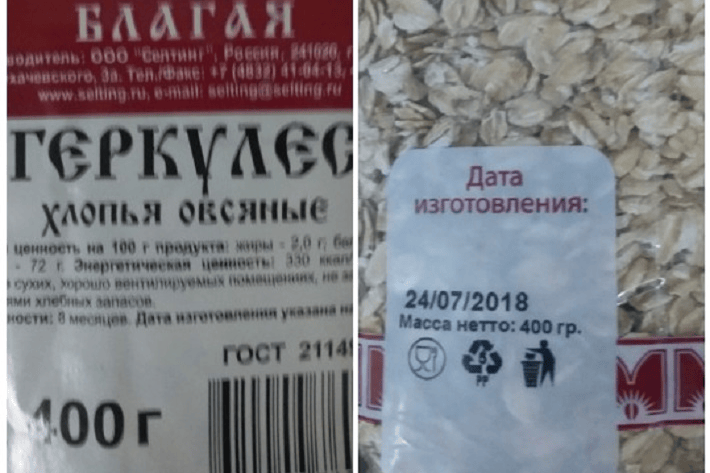 БЛАГАЯ
водитель: ООО "Селтинг", Россия, 241020, г.
хачевского, 3а. Тел./Факс: +7 (4832) 41-04-13,
www.selting.ru, e-mail: selting@selting.ru
ГЕРКУЛЕС
ХЛОПЬЯ ОВСЯНЫЕ
ценность на 100 г продукта: жиры - 2,0 г; бе
- 72 г. Энергетическая ценность: 330 ккал
сухих, хорошо вентилируемых помещениях, не
ями хлебных запасов.
ности: 8 месяцев. Дата изготовления указана на
ГОСТ 2114
400 г
Дата
изготовления:
24/07/2018
Масса нетто: 400 гр.
5
PP
М М